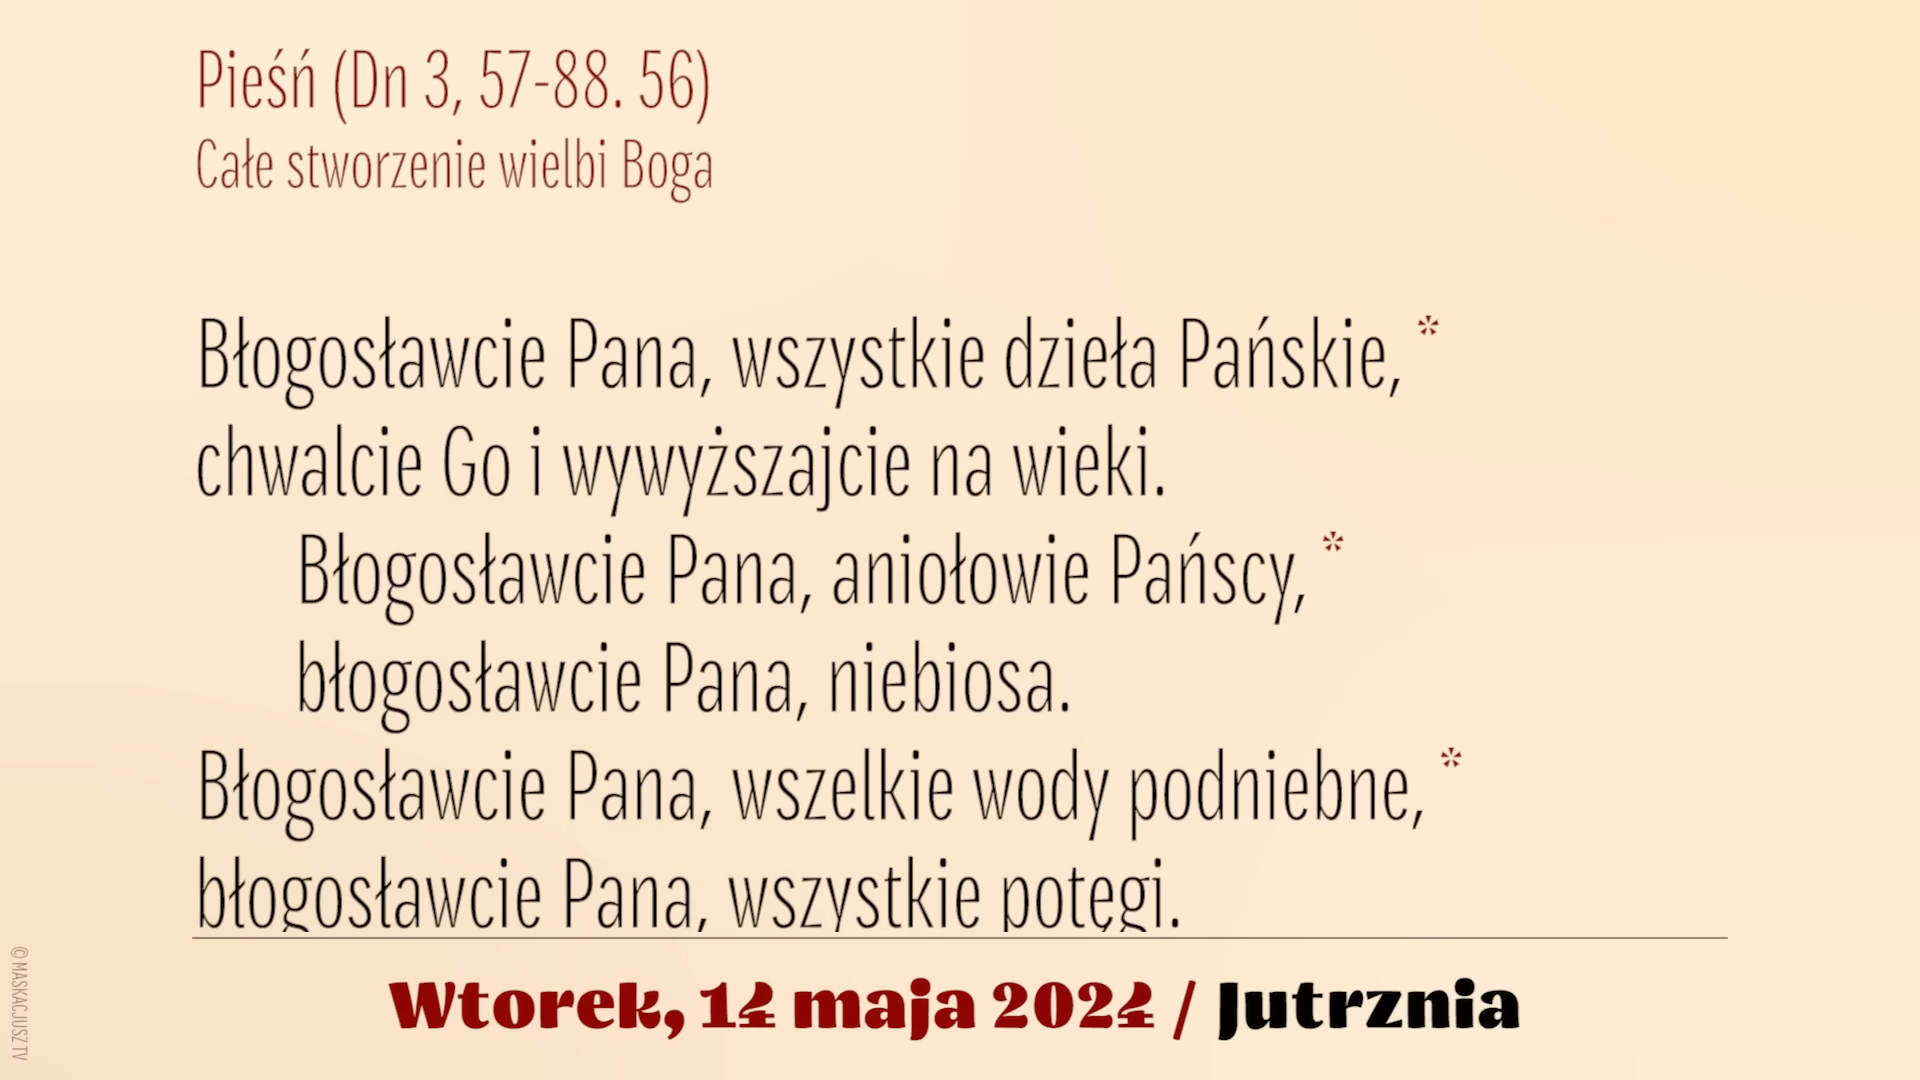 Pieśń (Dn 3, 57-88. 56)
Całe stworzenie wielbi Boga
Błogosławcie Pana, wszystkie dzieła Pańskie, *
chwalcie Go i wywyższajcie na wieki.
Błogosławcie Pana, aniołowie Pańscy, *
błogosławcie Pana, niebiosa.
Błogosławcie Pana, wszelkie wody podniebne, *
błogosławcie Pana, wszystkie potęgi.
Wtorek, 14 maja 2024 / Jutrznia
© MASKACJUSZ TV